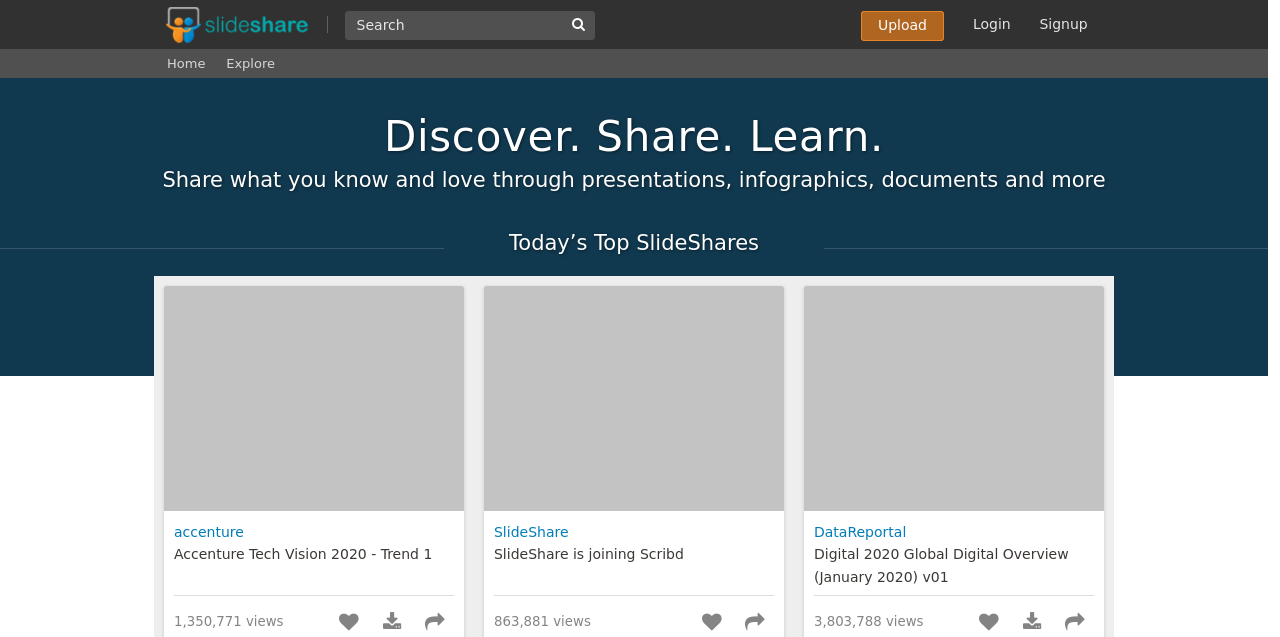 slideshare
Search
Upload
Login
Signup
Home
Explore
Discover. Share. Learn.
Share what you know and love through presentations, infographics, documents and more
Today’s Top SlideShares
accenture
Accenture Tech Vision 2020 - Trend 1
1,350,771 views
SlideShare
SlideShare is joining Scribd
863,881 views
DataReportal
Digital 2020 Global Digital Overview
(January 2020) v01
3,803,788 views